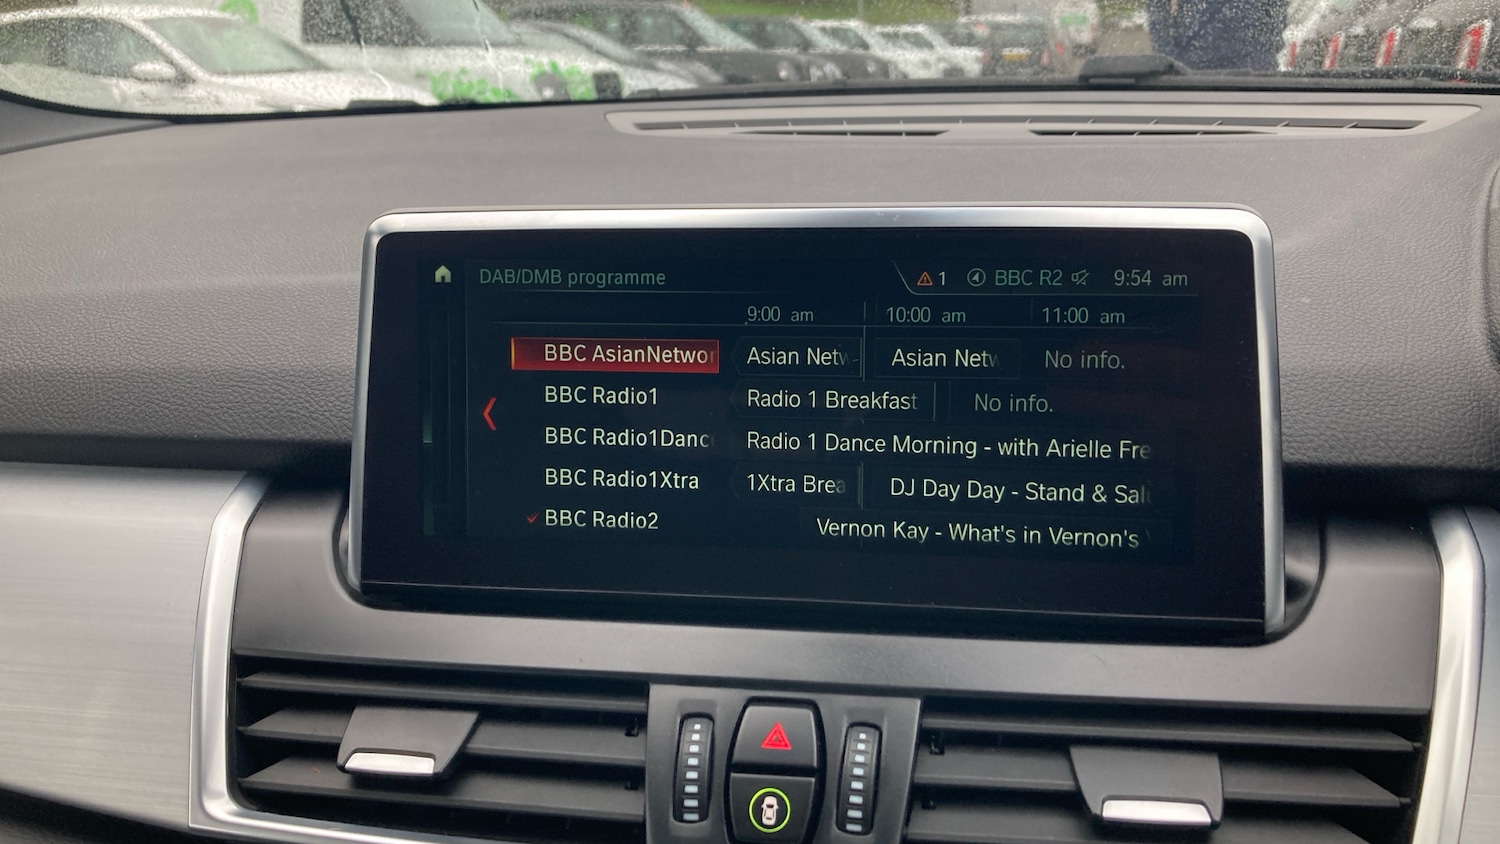 DAB/DMB programme 1 BBC R2 9:54 am
9:00 am 10:00 am 11:00 am
BBC AsianNetwor Asian Netw Asian Netw No info.
BBC Radio1 Radio 1 Breakfast No info.
BBC Radio1Danc Radio 1 Dance Morning - with Arielle Fre
BBC Radio1Xtra 1Xtra Brea DJ Day Day - Stand & Sal
BBC Radio2 Vernon Kay - What's in Vernon's